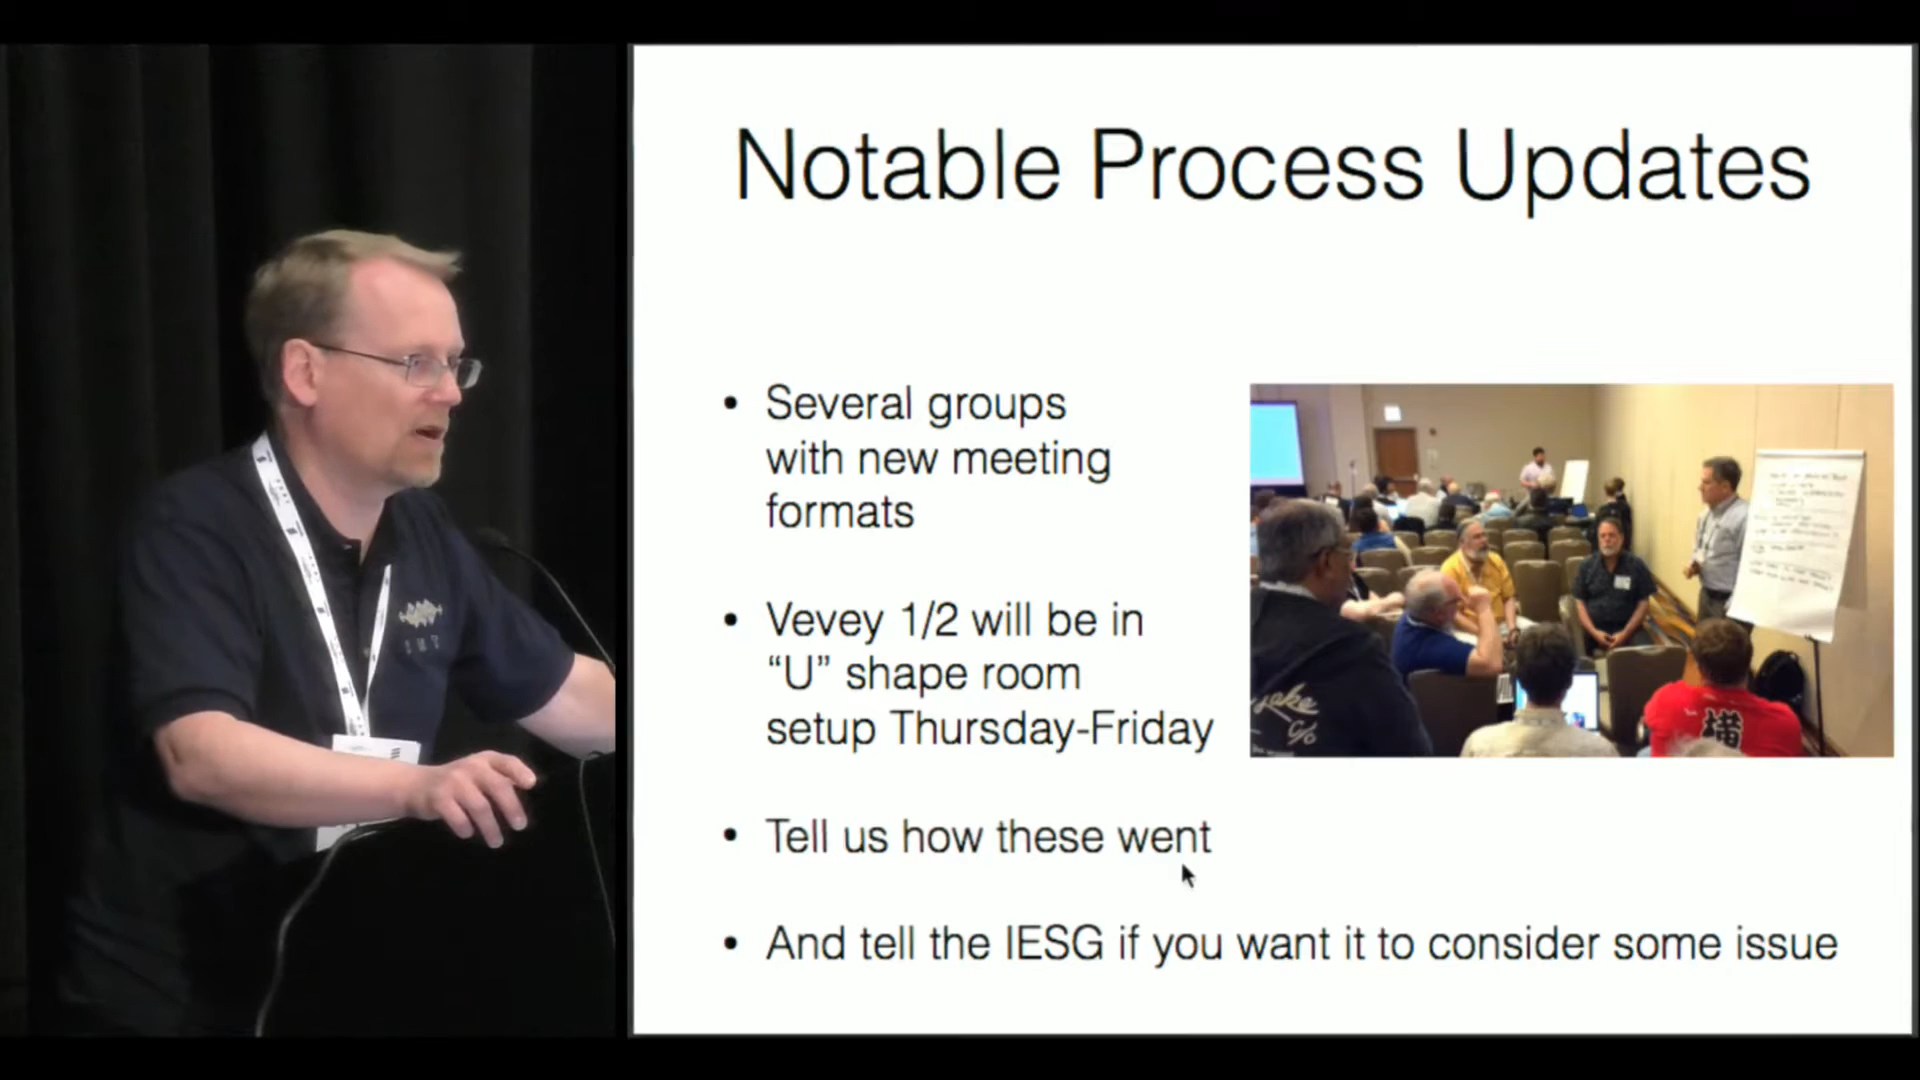 Notable Process Updates
• Several groups
with new meeting
formats
• Vevey 1/2 will be in
“U” shape room
setup Thursday-Friday
• Tell us how these went
• And tell the IESG if you want it to consider some issue
横